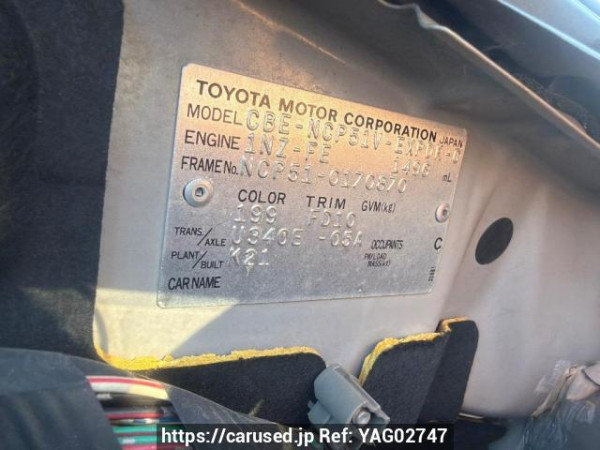 TOYOTA MOTOR CORPORATION JAPAN
MODEL CBE-NCP51V-EXPDK-D
ENGINE 1NZ-FE 1496 mL
FRAME No. NCP51-0170870
COLOR TRIM GVM(kg)
199 FD10
TRANS/AXLE U340E -05A OCCUPANTS C
PLANT/BUILT K21 PAYLOAD
CAR NAME
https://carused.jp Ref: YAG02747